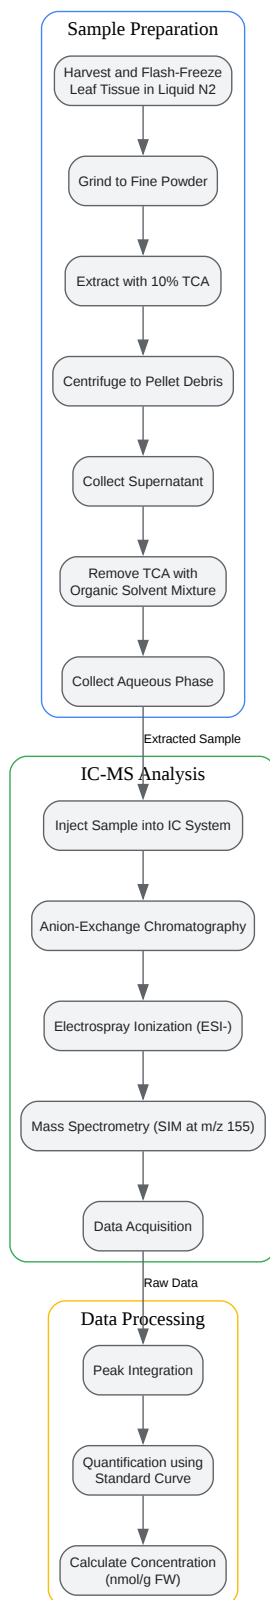 Sample Preparation
Harvest and Flash-Freeze
Leaf Tissue in Liquid N2
Grind to Fine Powder
Extract with 10% TCA
Centrifuge to Pellet Debris
Collect Supernatant
Remove TCA with
Organic Solvent Mixture
Collect Aqueous Phase
Extracted Sample
IC-MS Analysis
Inject Sample into IC System
Anion-Exchange Chromatography
Electrospray Ionization (ESI-)
Mass Spectrometry (SIM at m/z 155)
Data Acquisition
Raw Data
Data Processing
Peak Integration
Quantification using
Standard Curve
Calculate Concentration
(nmol/g FW)